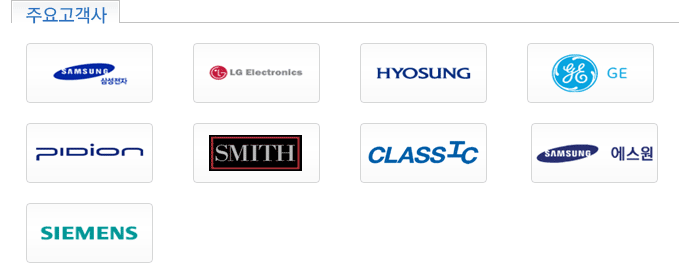 주요고객사
SAMSUNG
삼성전자
LG Electronics
HYOSUNG
GE GE
PIDION
SMITH
CLASSIC
SAMSUNG 에스원
SIEMENS